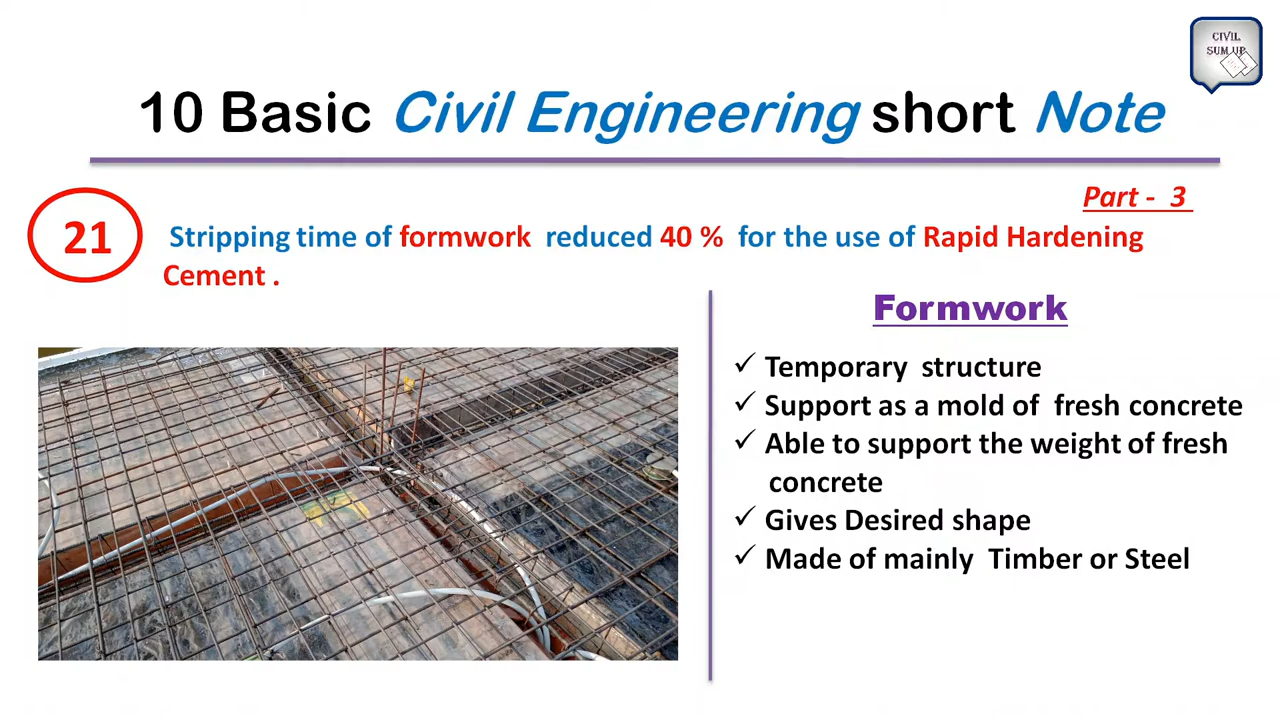 CIVIL
SUM UP
10 Basic Civil Engineering short Note
Part - 3
21
Stripping time of formwork reduced 40 % for the use of Rapid Hardening
Cement .
Formwork
✓ Temporary structure
✓ Support as a mold of fresh concrete
✓ Able to support the weight of fresh
concrete
✓ Gives Desired shape
✓ Made of mainly Timber or Steel